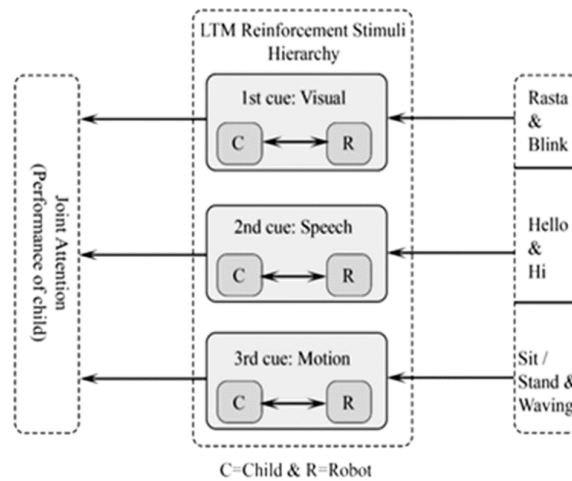 LTM Reinforcement Stimuli
Hierarchy
1st cue: Visual
C
R
2nd cue: Speech
C
R
3rd cue: Motion
C
R
Joint Attention
(Performance of child)
Rasta
&
Blink
Hello
&
Hi
Sit /
Stand &
Waving
C=Child & R=Robot